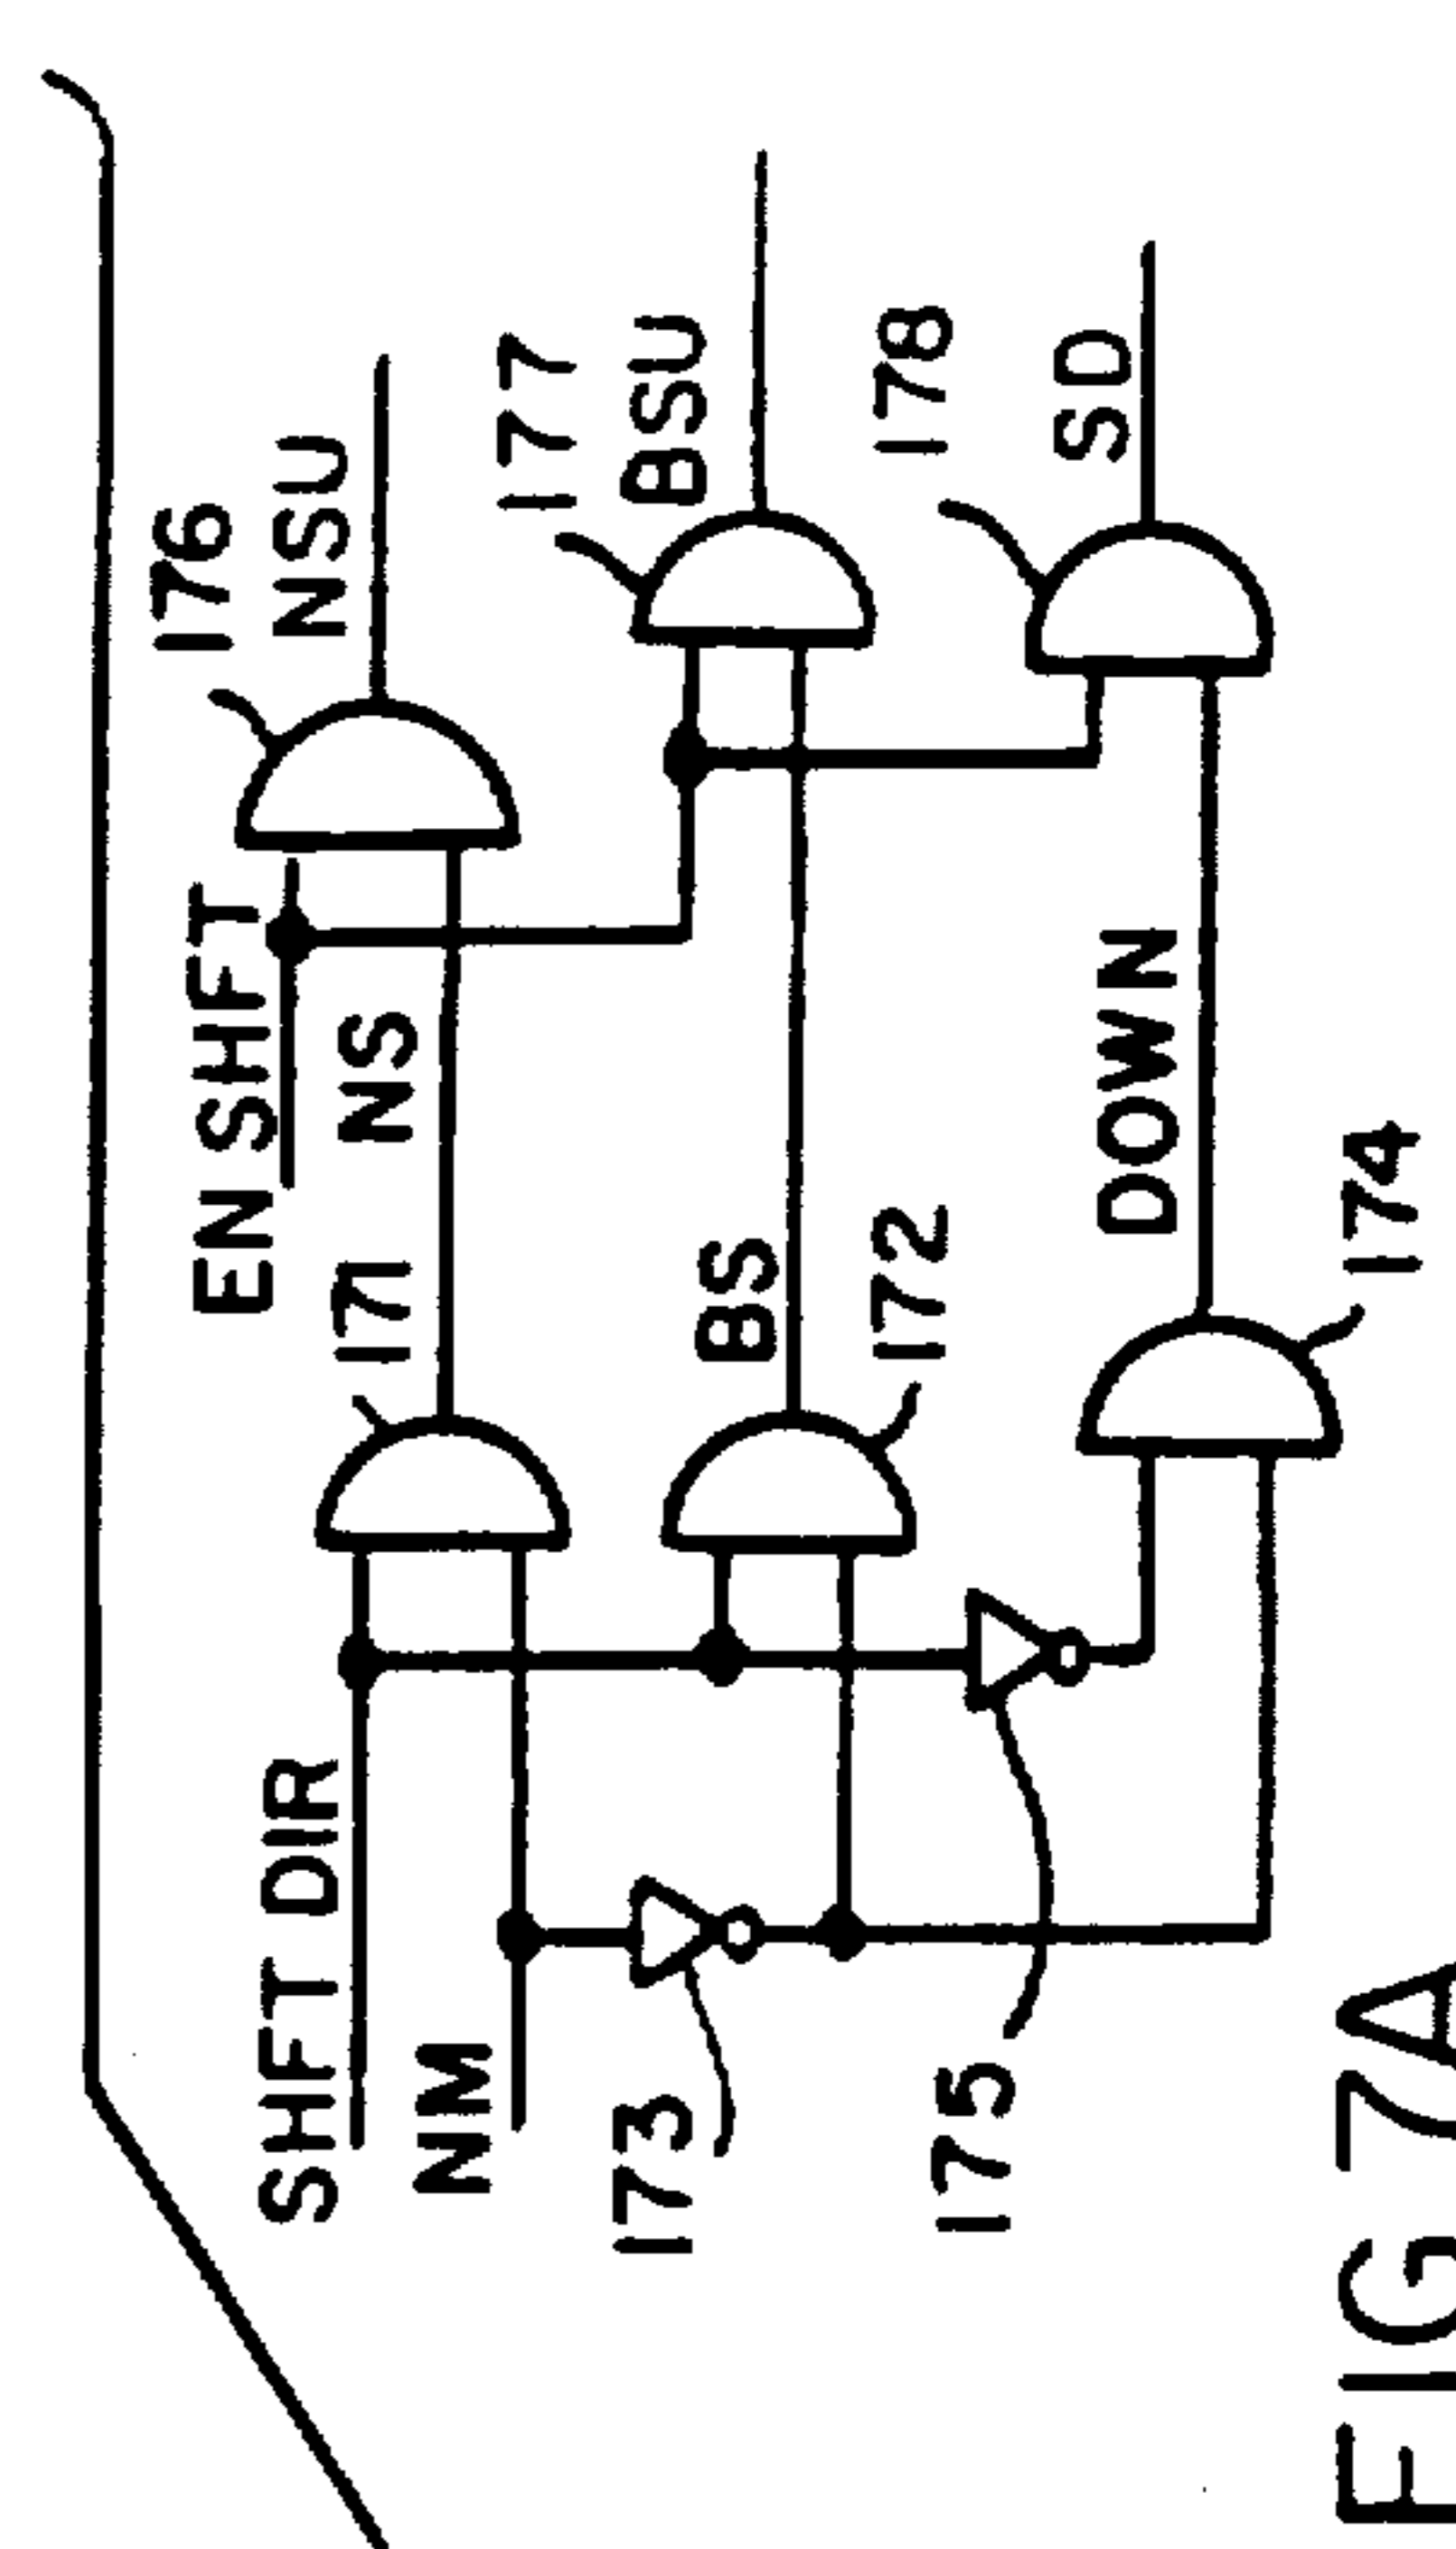 176
NSU
EN SHFT
177
BSU
171
NS
178
SD
BS
172
SHFT DIR
NM
DOWN
174
173
175
FIG 7A